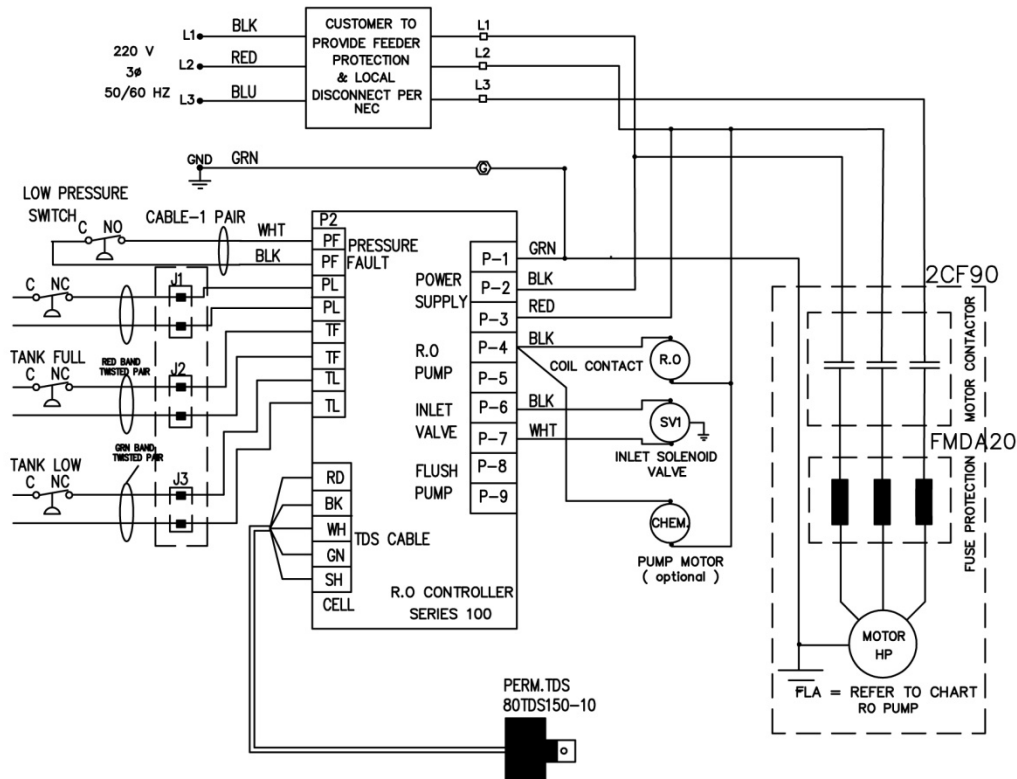 220 V
3ø
50/60 HZ
L1
BLK
L2
RED
L3
BLU
CUSTOMER TO
PROVIDE FEEDER
PROTECTION
& LOCAL
DISCONNECT PER
NEC
L1
L2
L3
GND
GRN
G
LOW PRESSURE
SWITCH
C NO
CABLE-1 PAIR
WHT
BLK
C NC
J1
TANK FULL
C NC
RED BAND
TWISTED PAIR
J2
GRN BAND
TWISTED PAIR
TANK LOW
C NC
J3
P2
PF
PF
PL
PL
TF
TF
TL
TL
PRESSURE
FAULT
RD
BK
WH
GN
SH
TDS CABLE
CELL
POWER
SUPPLY
R.O
PUMP
INLET
VALVE
FLUSH
PUMP
R.O CONTROLLER
SERIES 100
P-1
P-2
P-3
P-4
P-5
P-6
P-7
P-8
P-9
GRN
BLK
RED
BLK
COIL CONTACT
R.O
BLK
WHT
SV1
INLET SOLENOID
VALVE
CHEM.
PUMP MOTOR
( optional )
2CF90
MOTOR CONTACTOR
FMDA20
FUSE PROTECTION
MOTOR
HP
FLA = REFER TO CHART
RO PUMP
PERM.TDS
80TDS150-10